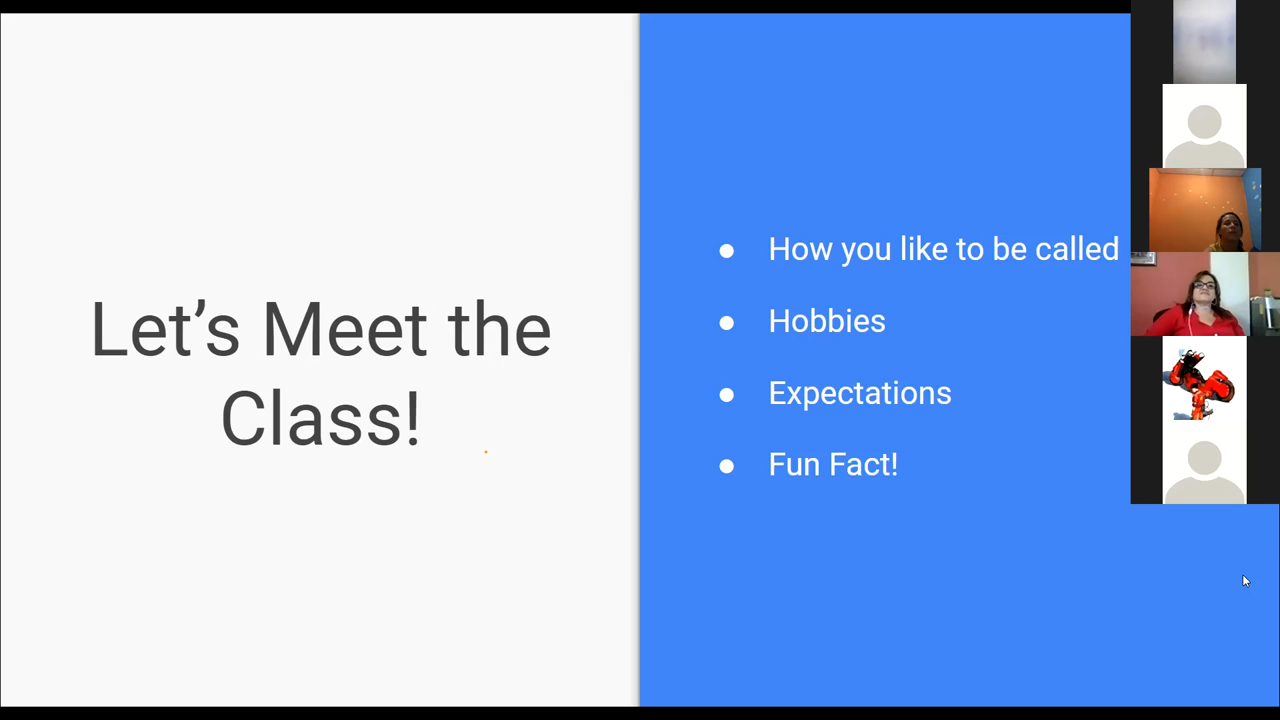 Let’s Meet the
Class!
● How you like to be called
● Hobbies
● Expectations
● Fun Fact!